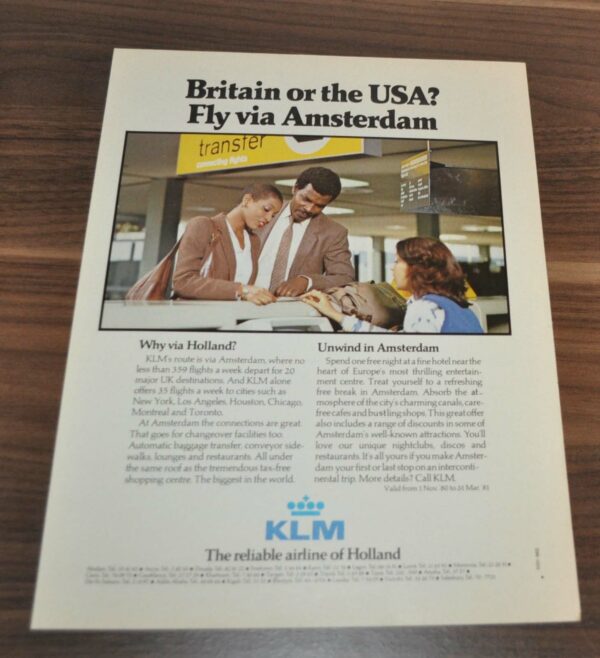 Britain or the USA?
Fly via Amsterdam
transfer
connecting flights
Why via Holland?
KLM's route is via Amsterdam, where no
less than 359 flights a week depart for 20
major UK destinations. And KLM alone
offers 35 flights a week to cities such as
New York, Los Angeles, Houston, Chicago,
Montreal and Toronto.
At Amsterdam the connections are great.
That goes for changeover facilities too.
Automatic baggage transfer, conveyor side-
walks, lounges and restaurants. All under
the same roof as the tremendous tax-free
shopping centre. The biggest in the world.
Unwind in Amsterdam
Spend one free night at a fine hotel near the
heart of Europe's most thrilling entertain-
ment centre. Treat yourself to a refreshing
free break in Amsterdam. Absorb the at-
mosphere of the city's charming canals, care-
free cafes and bustling shops. This great offer
also includes a range of discounts in some of
Amsterdam's well-known attractions. You'll
love our unique nightclubs, discos and
restaurants. It's all yours if you make Amster-
dam your first or last stop on an interconti-
nental trip. More details? Call KLM.
Valid from 1 Nov. 80 to 31 Mar. 81
KLM
The reliable airline of Holland